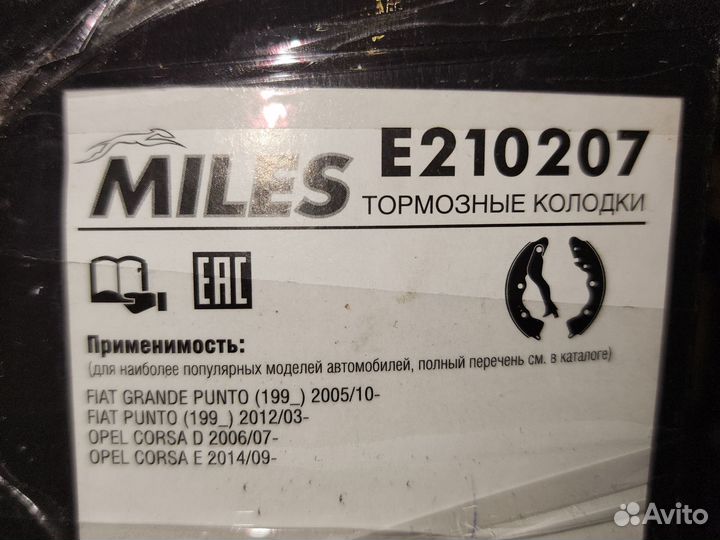 MILES
E210207
ТОРМОЗНЫЕ КОЛОДКИ
EAC
Применимость:
(для наиболее популярных моделей автомобилей, полный перечень см. в каталоге)
FIAT GRANDE PUNTO (199_) 2005/10-
FIAT PUNTO (199_) 2012/03-
OPEL CORSA D 2006/07-
OPEL CORSA E 2014/09-
Avito